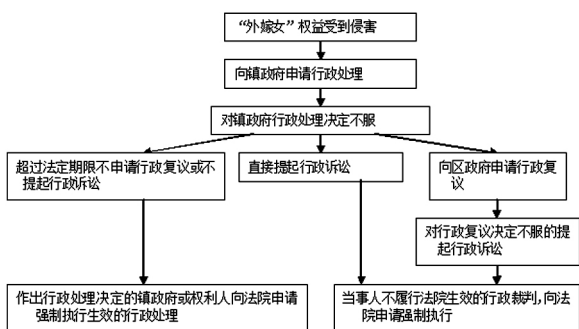 “外嫁女”权益受到侵害
向镇政府申请行政处理
对镇政府行政处理决定不服
超过法定期限不申请行政复议或不
提起行政诉讼
直接提起行政诉讼
向区政府申请行政复
议
对行政复议决定不服的提
起行政诉讼
作出行政处理决定的镇政府或权利人向法院申请
强制执行生效的行政处理
当事人不履行法院生效的行政裁判，向法
院申请强制执行